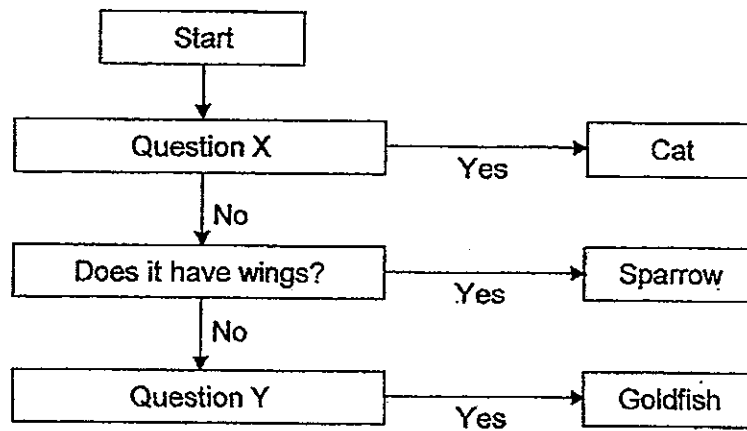 Start
Question X
Yes
Cat
No
Does it have wings?
Yes
Sparrow
No
Question Y
Yes
Goldfish